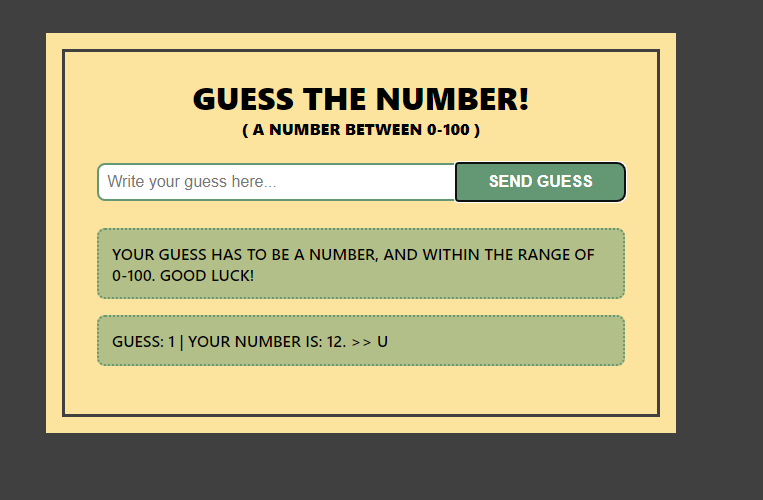 GUESS THE NUMBER!
( A NUMBER BETWEEN 0-100 )
Write your guess here...
SEND GUESS
YOUR GUESS HAS TO BE A NUMBER, AND WITHIN THE RANGE OF
0-100. GOOD LUCK!
GUESS: 1 | YOUR NUMBER IS: 12. >> U